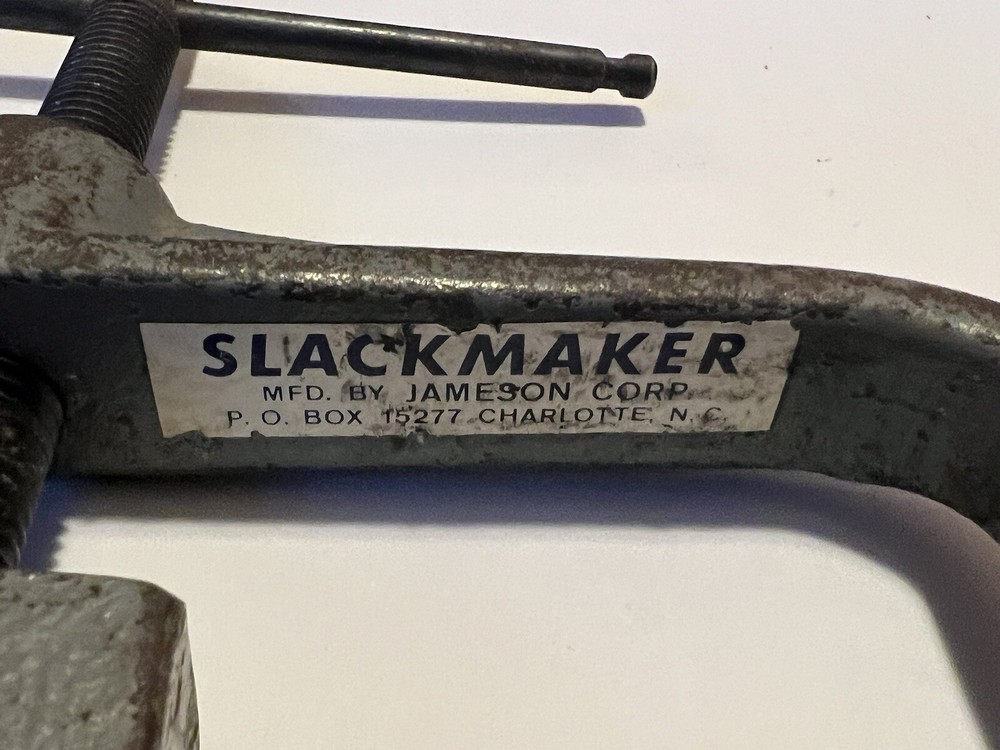 SLACKMAKER
MFD. BY JAMESON CORP.
P. O. BOX 15277 CHARLOTTE, N. C.